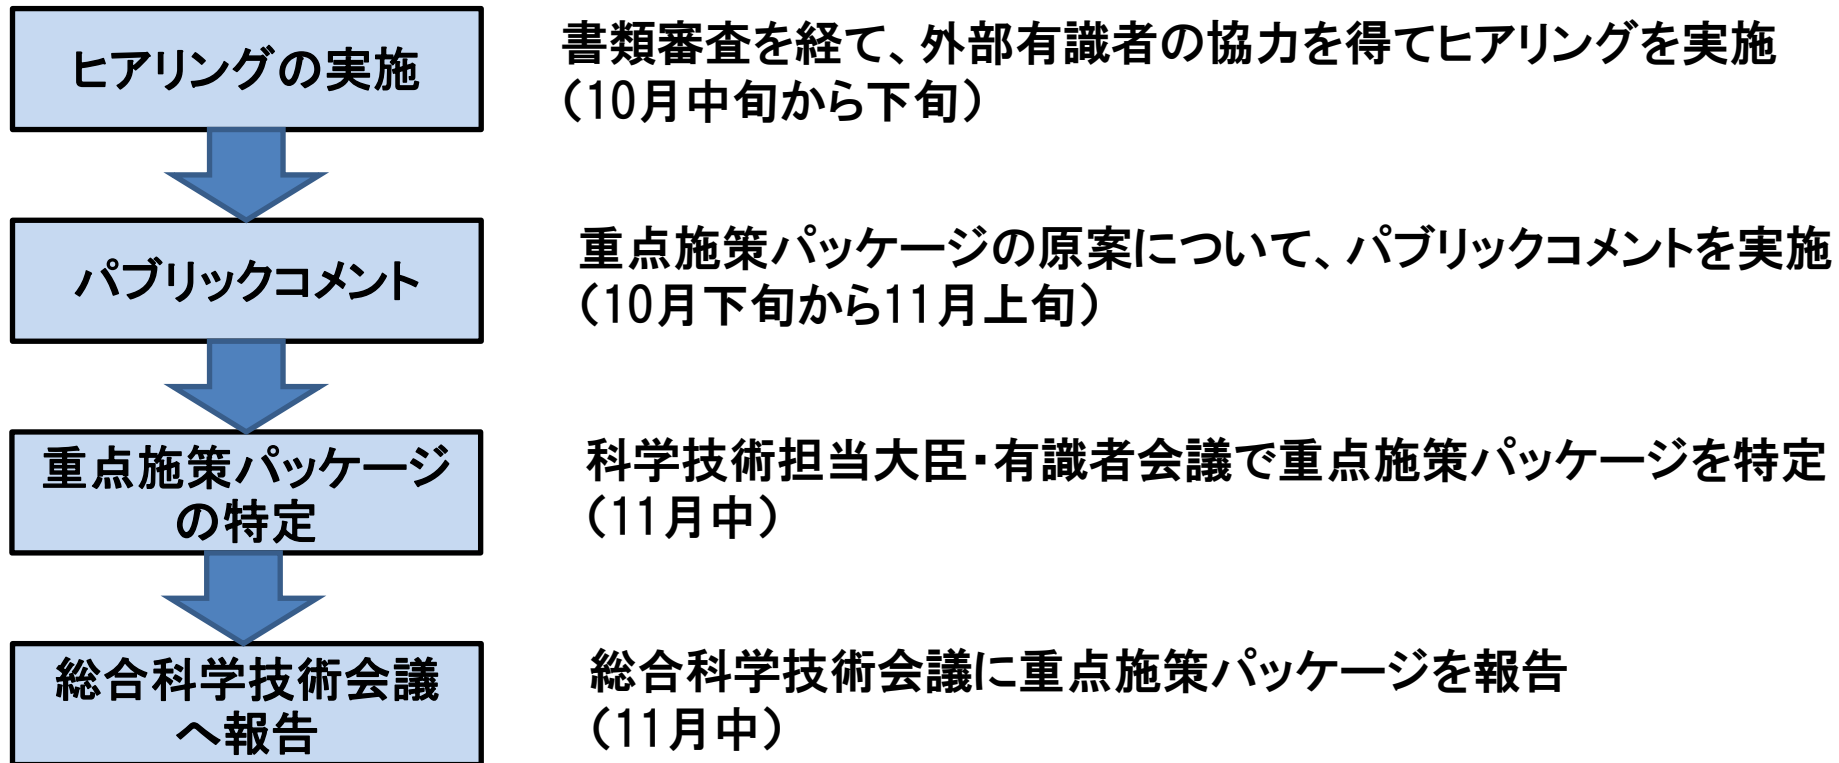 ヒアリングの実施
書類審査を経て、外部有識者の協力を得てヒアリングを実施
（10月中旬から下旬）
パブリックコメント
重点施策パッケージの原案について、パブリックコメントを実施
（10月下旬から11月上旬）
重点施策パッケージ
の特定
科学技術担当大臣・有識者会議で重点施策パッケージを特定
（11月中）
総合科学技術会議
へ報告
総合科学技術会議に重点施策パッケージを報告
（11月中）